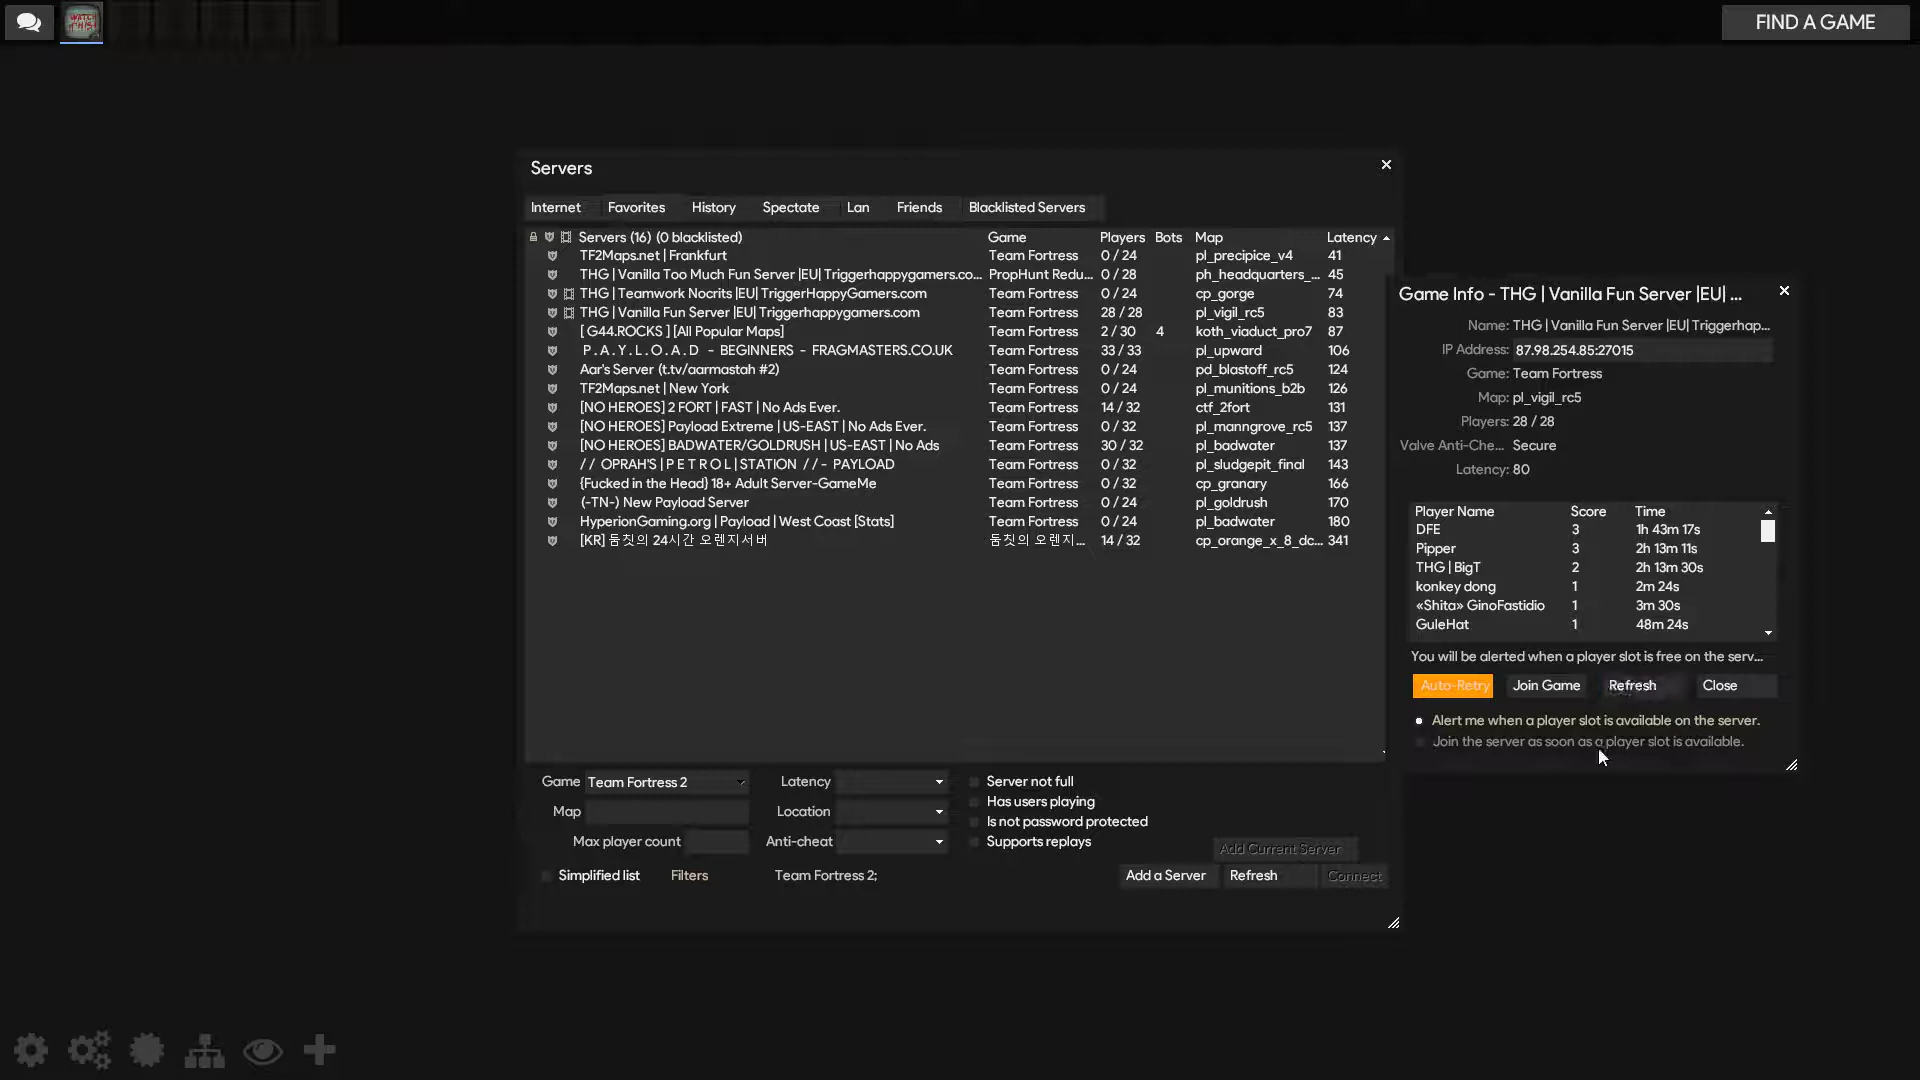 WATCH THIS
FIND A GAME
Servers
Internet Favorites History Spectate Lan Friends Blacklisted Servers
Servers (16) (0 blacklisted) Game Players Bots Map Latency
TF2Maps.net | Frankfurt Team Fortress 0 / 24 pl_precipice_v4 41
THG | Vanilla Too Much Fun Server |EU| Triggerhappygamers.co... PropHunt Redu... 0 / 28 ph_headquarters_... 45
THG | Teamwork Nocrits |EU| TriggerHappyGamers.com Team Fortress 0 / 24 cp_gorge 74
THG | Vanilla Fun Server |EU| Triggerhappygamers.com Team Fortress 28 / 28 pl_vigil_rc5 83
[ G44.ROCKS ] [All Popular Maps] Team Fortress 2 / 30 4 koth_viaduct_pro7 87
P.A.Y.L.O.A.D - BEGINNERS - FRAGMASTERS.CO.UK Team Fortress 33 / 33 pl_upward 106
Aar's Server (t.tv/aarmastah #2) Team Fortress 0 / 24 pd_blastoff_rc5 124
TF2Maps.net | New York Team Fortress 0 / 24 pl_munitions_b2b 126
[NO HEROES] 2 FORT | FAST | No Ads Ever. Team Fortress 14 / 32 ctf_2fort 131
[NO HEROES] Payload Extreme | US-EAST | No Ads Ever. Team Fortress 0 / 32 pl_manngrove_rc5 137
[NO HEROES] BADWATER/GOLDRUSH | US-EAST | No Ads Team Fortress 30 / 32 pl_badwater 137
// OPRAH'S | P E T R O L | STATION // - PAYLOAD Team Fortress 0 / 32 pl_sludgepit_final 143
{Fucked in the Head} 18+ Adult Server-GameMe Team Fortress 0 / 32 cp_granary 166
(-TN-) New Payload Server Team Fortress 0 / 24 pl_goldrush 170
HyperionGaming.org | Payload | West Coast [Stats] Team Fortress 0 / 24 pl_badwater 180
[KR] 둠칫의 24시간 오렌지서버 둠칫의 오렌지... 14 / 32 cp_orange_x_8_dc... 341
Game Team Fortress 2 Latency Server not full
Has users playing
Map Location Is not password protected
Max player count Anti-cheat Supports replays
Add Current Server
Simplified list Filters Team Fortress 2; Add a Server Refresh Connect
Game Info - THG | Vanilla Fun Server |EU| ...
Name: THG | Vanilla Fun Server |EU| Triggerhap...
IP Address: 87.98.254.85:27015
Game: Team Fortress
Map: pl_vigil_rc5
Players: 28 / 28
Valve Anti-Che... Secure
Latency: 80
Player Name Score Time
DFE 3 1h 43m 17s
Pipper 3 2h 13m 11s
THG | BigT 2 2h 13m 30s
konkey dong 1 2m 24s
«Shita» GinoFastidio 1 3m 30s
GuleHat 1 48m 24s
You will be alerted when a player slot is free on the serv...
Auto-Retry Join Game Refresh Close
Alert me when a player slot is available on the server.
Join the server as soon as a player slot is available.